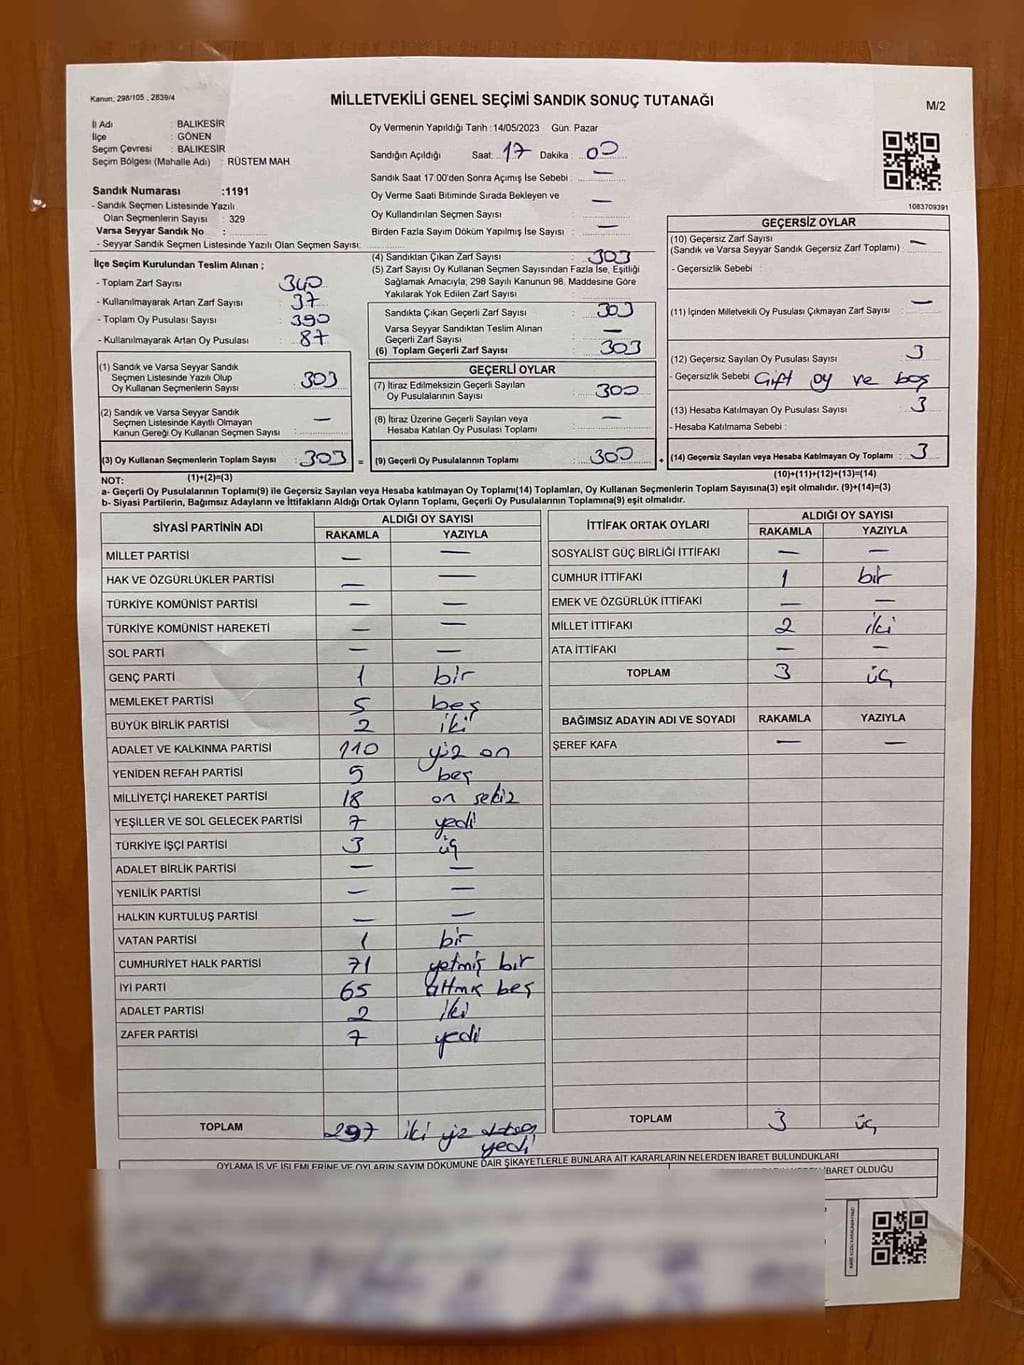 Kanun; 298/105 , 2839/4
MİLLETVEKİLİ GENEL SEÇİMİ SANDIK SONUÇ TUTANAĞI
M/2
İl Adı : BALIKESİR
İlçe : GÖNEN
Seçim Çevresi : BALIKESİR
Seçim Bölgesi (Mahalle Adı) : RÜSTEM MAH.
Sandık Numarası :1191
- Sandık Seçmen Listesinde Yazılı
Olan Seçmenlerin Sayısı : 329
Varsa Seyyar Sandık No :
- Seyyar Sandık Seçmen Listesinde Yazılı Olan Seçmen Sayısı:
Oy Vermenin Yapıldığı Tarih :14/05/2023 Gün: Pazar
Sandığın Açıldığı Saat: 17 Dakika : 00
Sandık Saat 17:00'den Sonra Açımış İse Sebebi : —
Oy Verme Saati Bitiminde Sırada Bekleyen ve
Oy Kullandırılan Seçmen Sayısı —
Birden Fazla Sayım Döküm Yapılmış İse Sayısı : —
1083709391
İlçe Seçim Kurulundan Teslim Alınan ;
- Toplam Zarf Sayısı : 340
- Kullanılmayarak Artan Zarf Sayısı : 37
- Toplam Oy Pusulası Sayısı : 390
- Kullanılmayarak Artan Oy Pusulası : 87
(1) Sandık ve Varsa Seyyar Sandık
Seçmen Listesinde Yazılı Olup
Oy Kullanan Seçmenlerin Sayısı : 303
(2) Sandık ve Varsa Seyyar Sandık
Seçmen Listesinde Kayıtlı Olmayan
Kanun Gereği Oy Kullanan Seçmen Sayısı : —
(3) Oy Kullanan Seçmenlerin Toplam Sayısı : 303
(1)+(2)=(3)
(4) Sandıktan Çıkan Zarf Sayısı : 303
(5) Zarf Sayısı Oy Kullanan Seçmen Sayısından Fazla İse, Eşitliği
Sağlamak Amacıyla; 298 Sayılı Kanunun 98. Maddesine Göre
Yakılarak Yok Edilen Zarf Sayısı :
Sandıkta Çıkan Geçerli Zarf Sayısı : 303
Varsa Seyyar Sandıktan Teslim Alınan
Geçerli Zarf Sayısı : —
(6) Toplam Geçerli Zarf Sayısı : 303
GEÇERLİ OYLAR
(7) İtiraz Edilmeksizin Geçerli Sayılan
Oy Pusulalarının Sayısı : 300
(8) İtiraz Üzerine Geçerli Sayılan veya
Hesaba Katılan Oy Pusulası Toplamı : —
= (9) Geçerli Oy Pusulalarının Toplamı : 300
GEÇERSİZ OYLAR
(10) Geçersiz Zarf Sayısı
(Sandık ve Varsa Seyyar Sandık Geçersiz Zarf Toplamı) : —
- Geçersizlik Sebebi :
(11) İçinden Milletvekili Oy Pusulası Çıkmayan Zarf Sayısı : —
(12) Geçersiz Sayılan Oy Pusulası Sayısı : 3
- Geçersizlik Sebebi : Çift oy ve boş
(13) Hesaba Katılmayan Oy Pusulası Sayısı : 3
- Hesaba Katılmama Sebebi :
+ (14) Geçersiz Sayılan veya Hesaba Katılmayan Oy Toplamı : 3
(10)+(11)+(12)+(13)=(14)
NOT:
a- Geçerli Oy Pusulalarının Toplamı(9) ile Geçersiz Sayılan veya Hesaba katılmayan Oy Toplamı(14) Toplamları, Oy Kullanan Seçmenlerin Toplam Sayısına(3) eşit olmalıdır. (9)+(14)=(3)
b- Siyasi Partilerin, Bağımsız Adayların ve İttifakların Aldığı Ortak Oyların Toplamı, Geçerli Oy Pusulalarının Toplamına(9) eşit olmalıdır.
SİYASİ PARTİNİN ADI ALDIĞI OY SAYISI
RAKAMLA YAZIYLA
MİLLET PARTİSİ — —
HAK VE ÖZGÜRLÜKLER PARTİSİ — —
TÜRKİYE KOMÜNİST PARTİSİ — —
TÜRKİYE KOMÜNİST HAREKETİ — —
SOL PARTİ — —
GENÇ PARTİ 1 bir
MEMLEKET PARTİSİ 5 beş
BÜYÜK BİRLİK PARTİSİ 2 iki
ADALET VE KALKINMA PARTİSİ 110 yüz on
YENİDEN REFAH PARTİSİ 5 beş
MİLLİYETÇİ HAREKET PARTİSİ 18 on sekiz
YEŞİLLER VE SOL GELECEK PARTİSİ 7 yedi
TÜRKİYE İŞÇİ PARTİSİ 3 üç
ADALET BİRLİK PARTİSİ — —
YENİLİK PARTİSİ — —
HALKIN KURTULUŞ PARTİSİ — —
VATAN PARTİSİ 1 bir
CUMHURİYET HALK PARTİSİ 71 yetmiş bir
İYİ PARTİ 65 altmış beş
ADALET PARTİSİ 2 iki
ZAFER PARTİSİ 7 yedi
TOPLAM 297 iki yüz doksan yedi
İTTİFAK ORTAK OYLARI ALDIĞI OY SAYISI
RAKAMLA YAZIYLA
SOSYALİST GÜÇ BİRLİĞİ İTTİFAKI — —
CUMHUR İTTİFAKI 1 bir
EMEK VE ÖZGÜRLÜK İTTİFAKI — —
MİLLET İTTİFAKI 2 iki
ATA İTTİFAKI — —
TOPLAM 3 üç
BAĞIMSIZ ADAYIN ADI VE SOYADI RAKAMLA YAZIYLA
ŞEREF KAFA — —
TOPLAM 3 üç
OYLAMA İŞ VE İŞLEMLERİNE VE OYLARIN SAYIM DÖKÜMÜNE DAİR ŞİKAYETLERLE BUNLARA AİT KARARLARIN NELERDEN İBARET BULUNDUKLARI
İBARET OLDUĞU